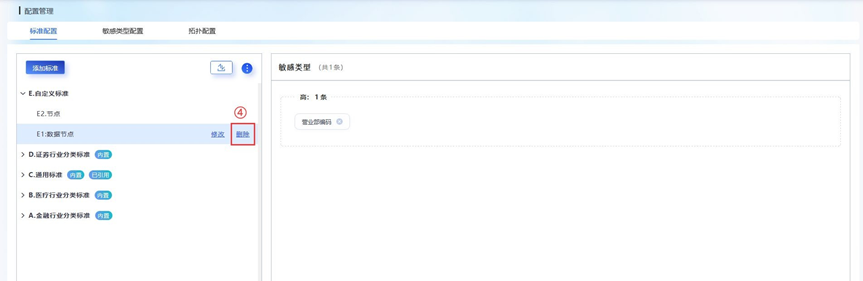 配置管理
标准配置 敏感类型配置 拓扑配置
添加标准
敏感类型 (共1条)
E.自定义标准
高: 1 条
E2.节点
④
营业部编码
E1:数据节点 修改 删除
D.证券行业分类标准 内置
C.通用标准 内置 已引用
B.医疗行业分类标准 内置
A.金融行业分类标准 内置